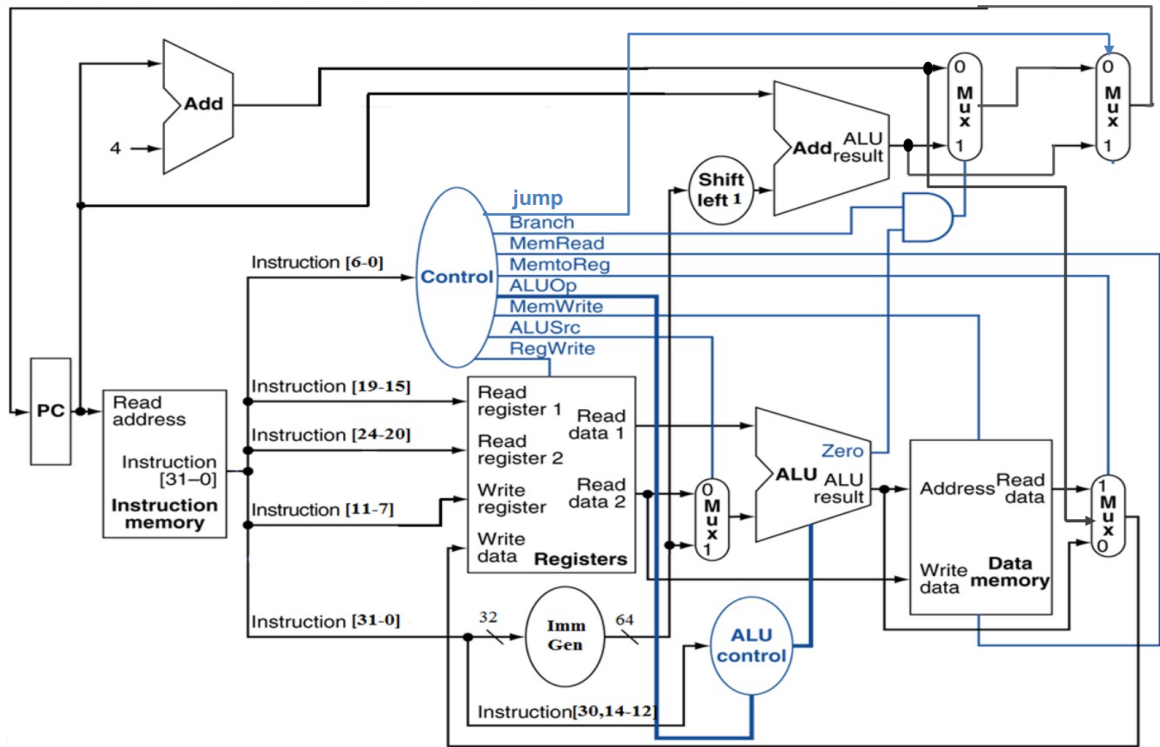 0
Mux
1
0
Mux
1
Add
4
Add
ALU
result
Shift
left 1
jump
Branch
MemRead
MemtoReg
ALUOp
MemWrite
ALUSrc
RegWrite
Control
Instruction [6-0]
PC
Read
address
Instruction
[31–0]
Instruction
memory
Instruction [19-15]
Instruction [24-20]
Instruction [11-7]
Instruction [31-0]
Read
register 1
Read
data 1
Read
register 2
Write
register
Read
data 2
Write
data
Registers
0
Mux
1
Zero
ALU
ALU
result
Address
Read
data
Write
data
Data
memory
1
Mux
0
32
Imm
Gen
64
ALU
control
Instruction[30,14-12]